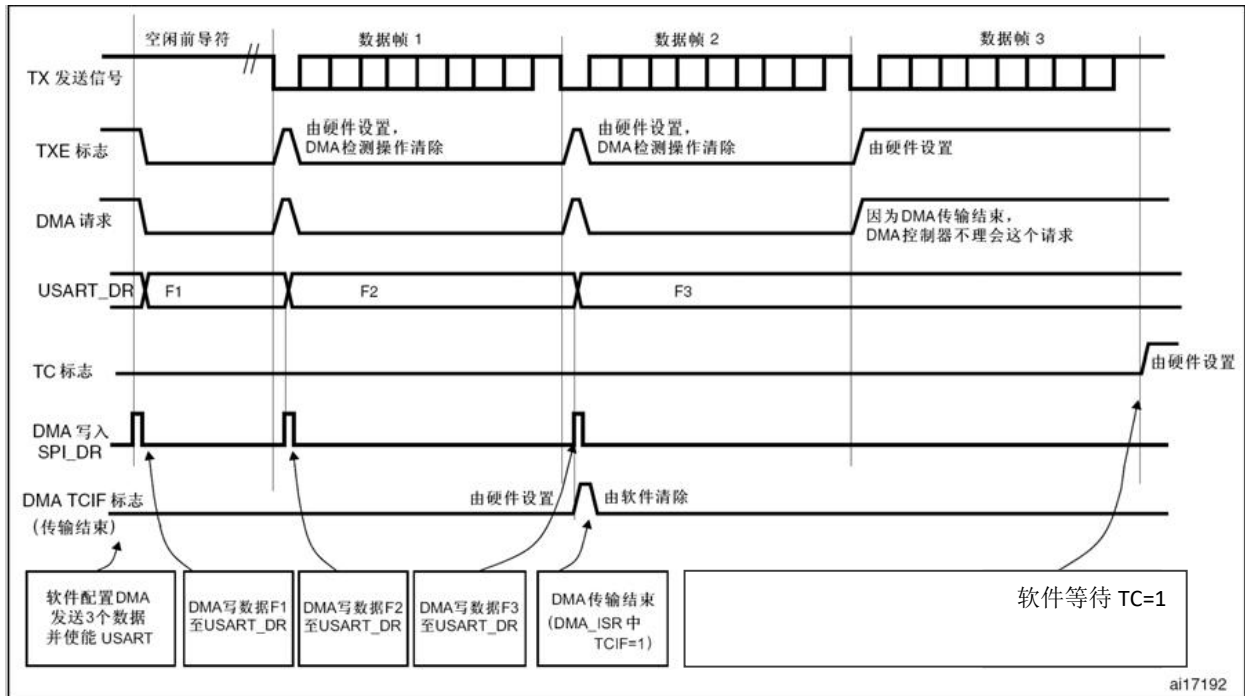 空闲前导符
数据帧 1
数据帧 2
数据帧 3
TX 发送信号
TXE 标志
由硬件设置，
DMA检测操作清除
由硬件设置，
DMA检测操作清除
由硬件设置
DMA 请求
因为DMA传输结束，
DMA控制器不理会这个请求
USART_DR
F1
F2
F3
TC 标志
由硬件设置
DMA 写入
SPI_DR
DMA TCIF 标志
(传输结束)
由硬件设置
由软件清除
软件配置DMA
发送3个数据
并使能 USART
DMA写数据F1
至USART_DR
DMA写数据F2
至USART_DR
DMA写数据F3
至USART_DR
DMA传输结束
(DMA_ISR 中
TCIF=1)
软件等待 TC=1
ai17192